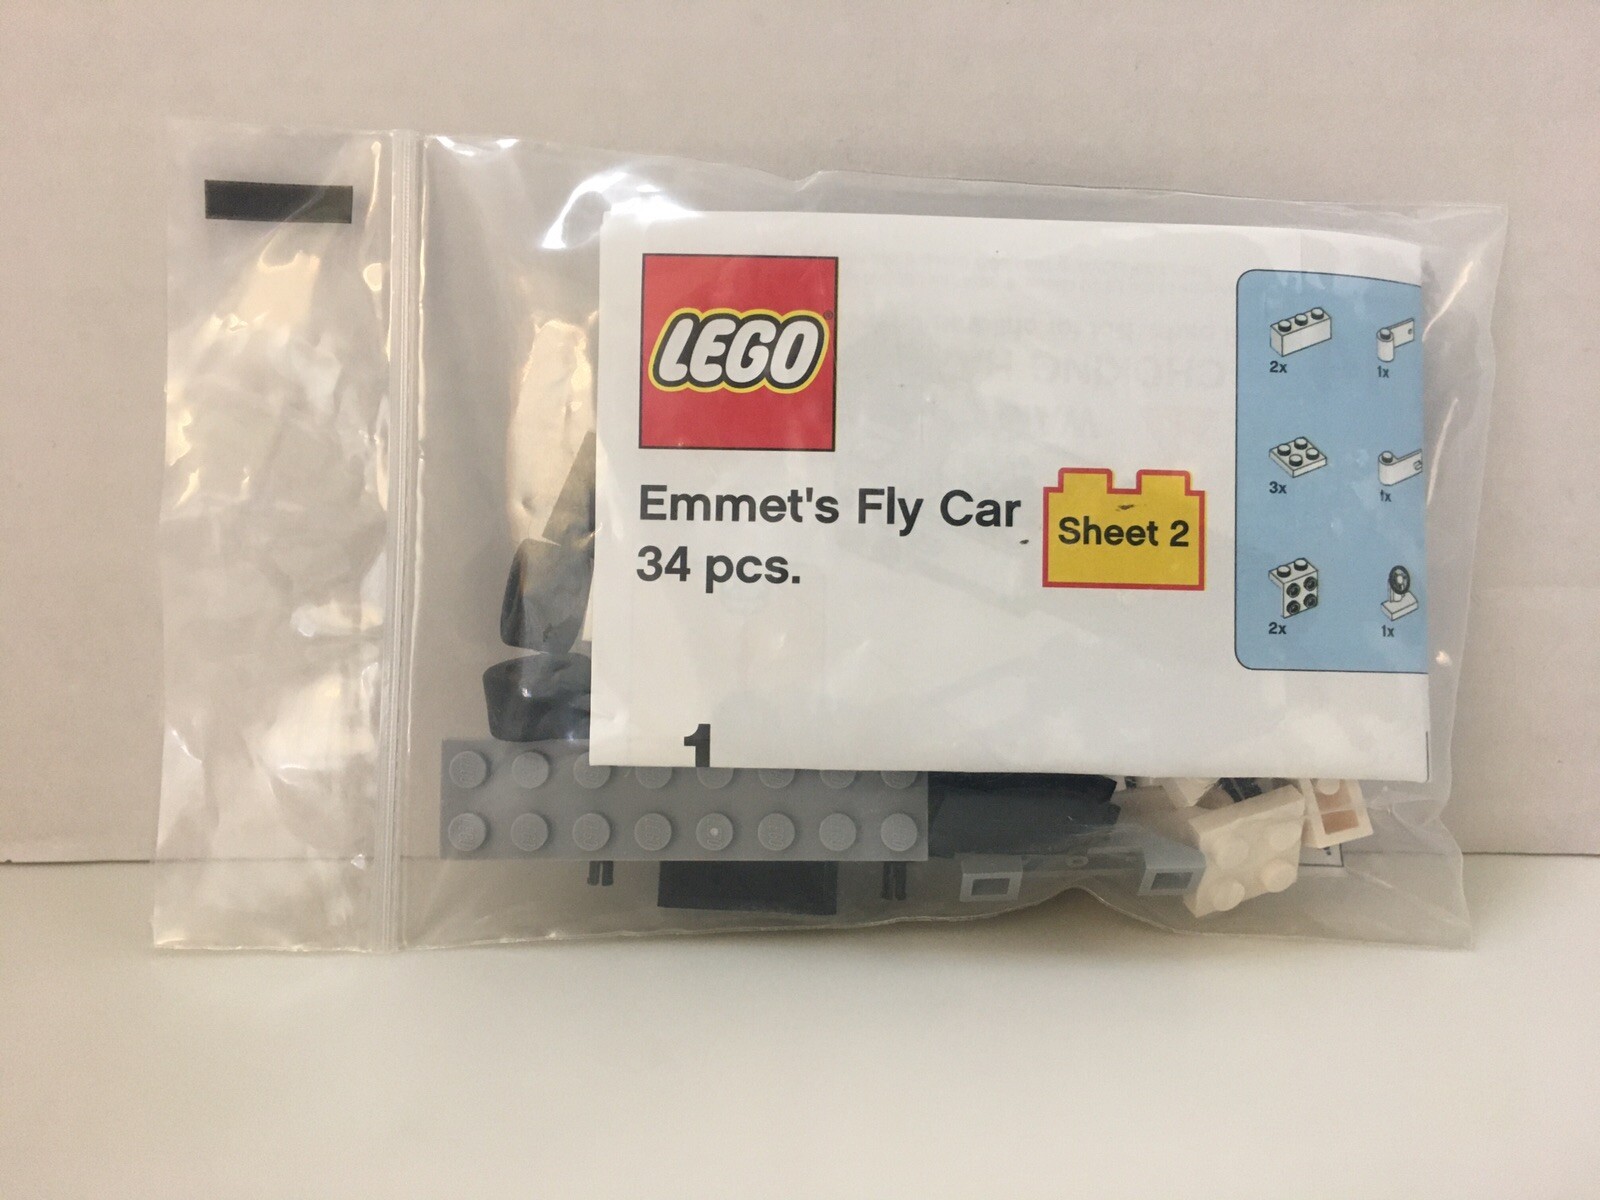 LEGO®
Emmet's Fly Car
34 pcs.
Sheet 2
2x
1x
3x
1x
2x
1x
1